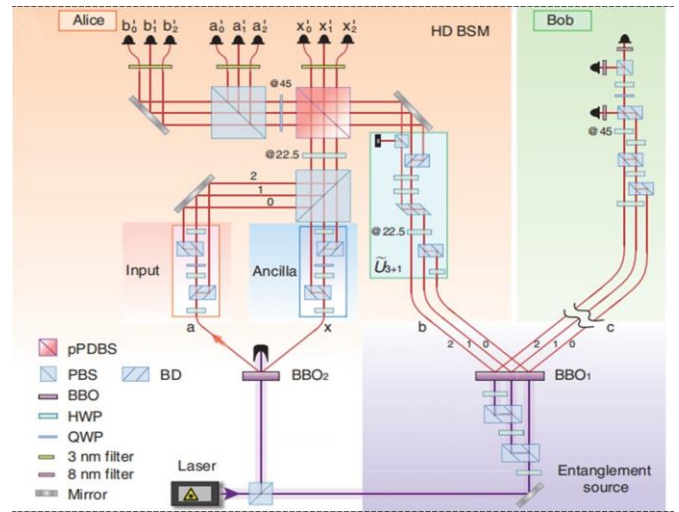 Alice
b'0 b'1 b'2
a'0 a'1 a'2
x'0 x'1 x'2
HD BSM
Bob
@45
@22.5
@45
2
1
0
@22.5
Ũ3+1
Input
Ancilla
a
x
b
c
2 1 0
2 1 0
pPDBS
PBS
BD
BBO
HWP
QWP
3 nm filter
8 nm filter
Mirror
BBO2
BBO1
Laser
Entanglement
source